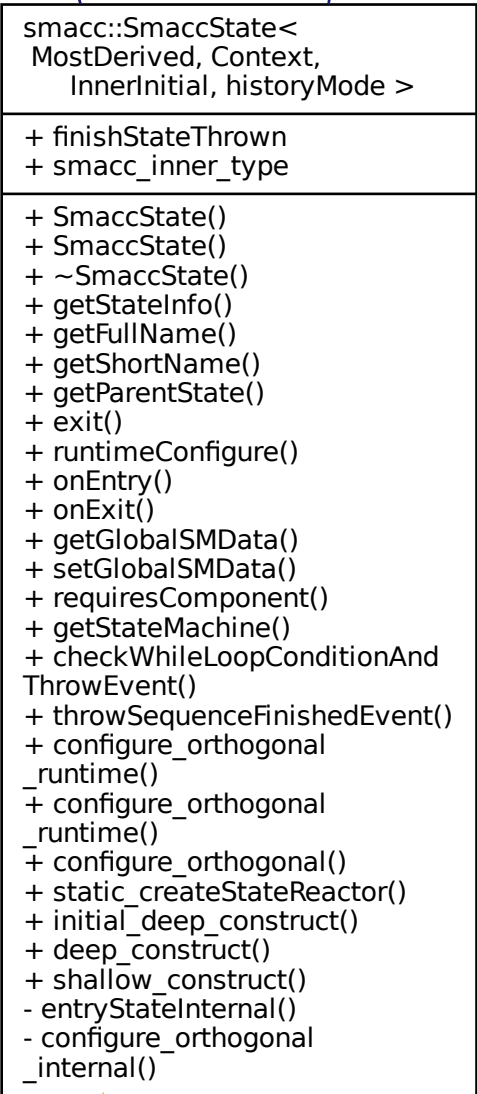 smacc::SmaccState<
MostDerived, Context,
InnerInitial, historyMode >
+ finishStateThrown
+ smacc_inner_type
+ SmaccState()
+ SmaccState()
+ ~SmaccState()
+ getStateInfo()
+ getFullName()
+ getShortName()
+ getParentState()
+ exit()
+ runtimeConfigure()
+ onEntry()
+ onExit()
+ getGlobalSMData()
+ setGlobalSMData()
+ requiresComponent()
+ getStateMachine()
+ checkWhileLoopConditionAnd
ThrowEvent()
+ throwSequenceFinishedEvent()
+ configure_orthogonal
_runtime()
+ configure_orthogonal
_runtime()
+ configure_orthogonal()
+ static_createStateReactor()
+ initial_deep_construct()
+ deep_construct()
+ shallow_construct()
- entryStateInternal()
- configure_orthogonal
_internal()